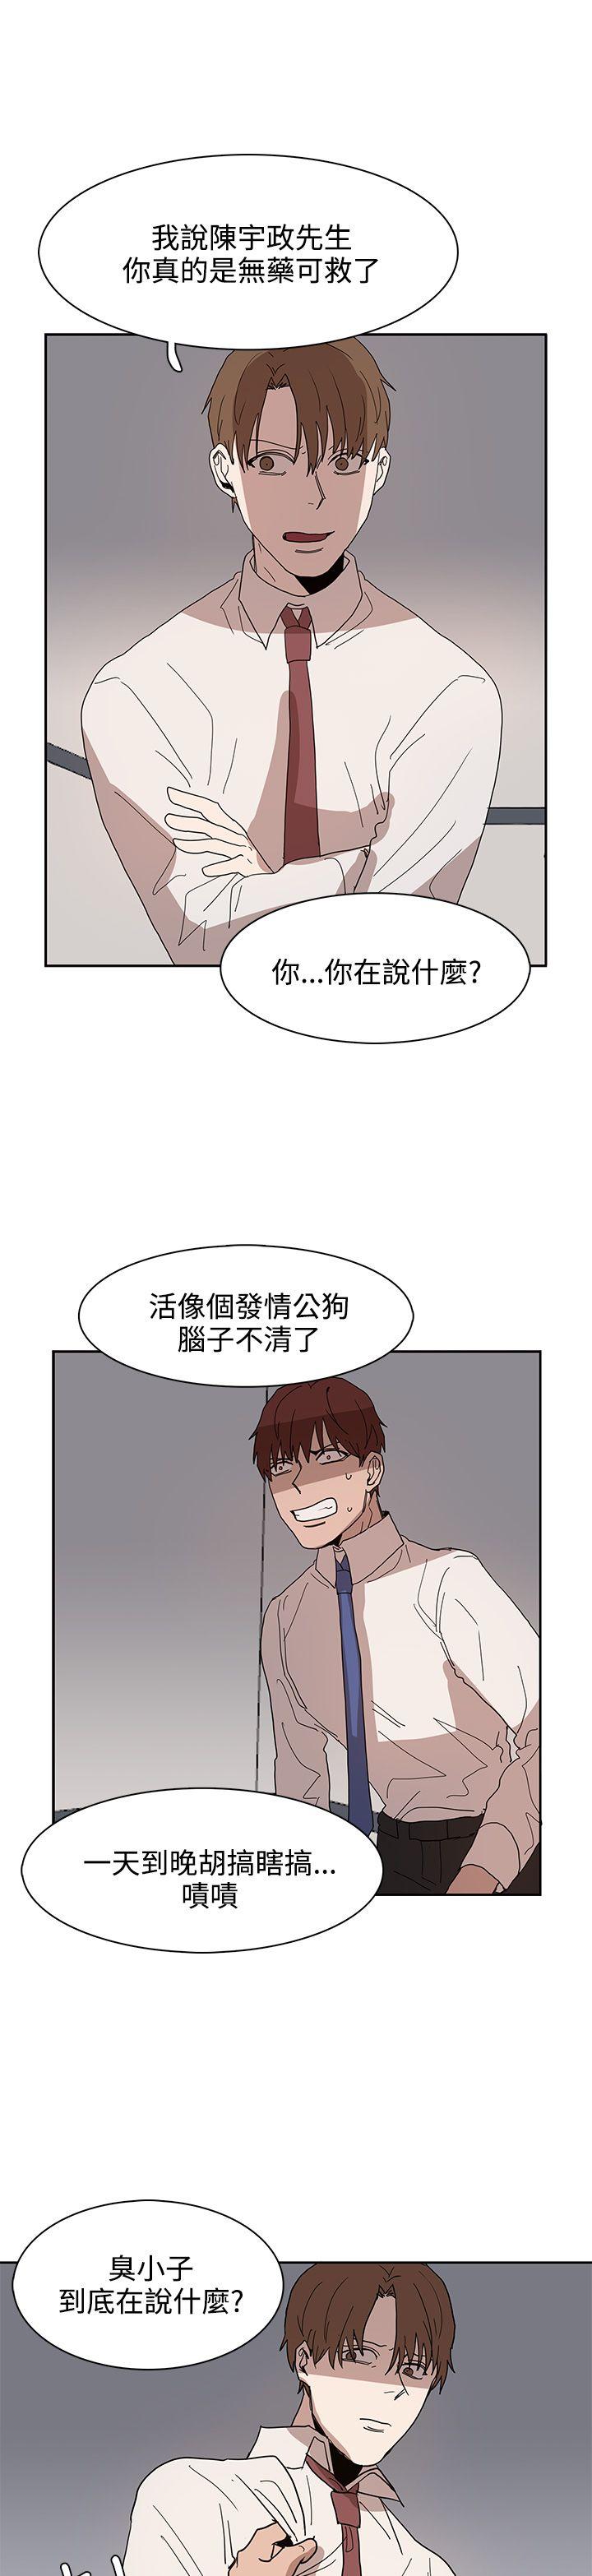 我說陳宇政先生
你真的是無藥可救了
你...你在說什麼?
活像個發情公狗
腦子不清了
一天到晚胡搞瞎搞...
嘖嘖
臭小子
到底在說什麼?